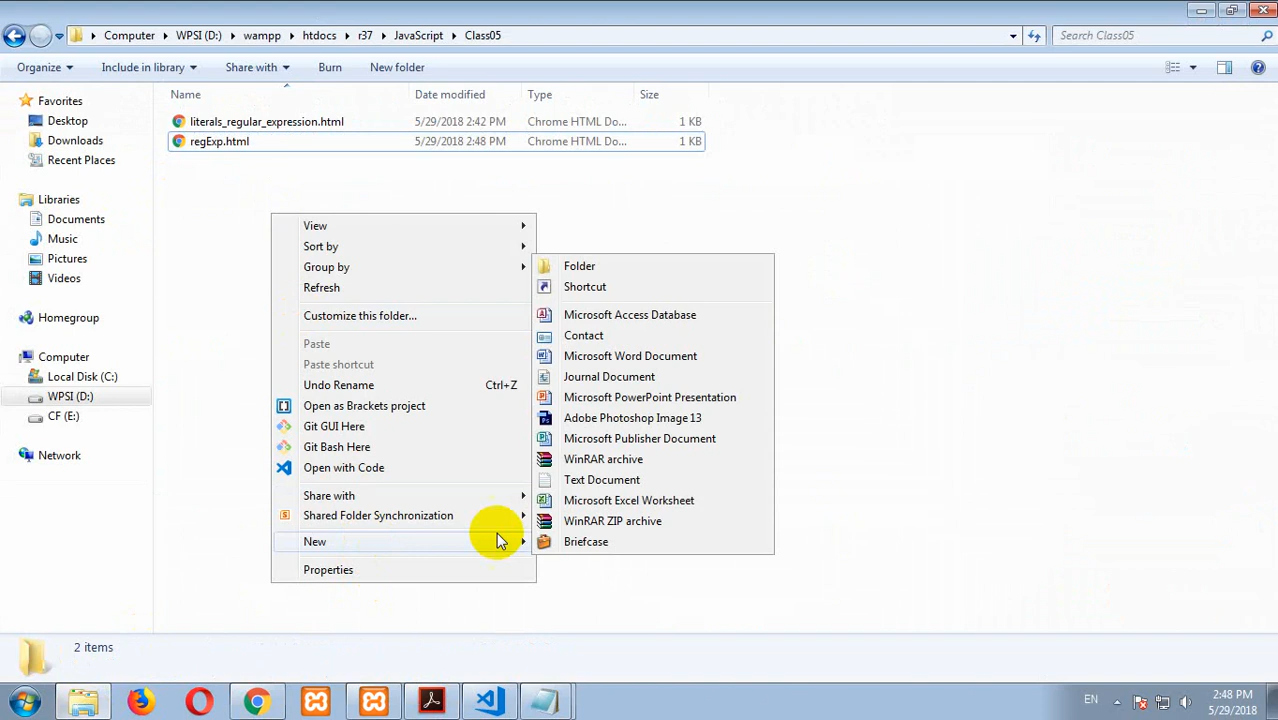 Computer WPSI (D:) wampp htdocs r37 JavaScript Class05 Search Class05
Organize Include in library Share with Burn New folder
Name Date modified Type Size
literals_regular_expression.html 5/29/2018 2:42 PM Chrome HTML Do... 1 KB
regExp.html 5/29/2018 2:48 PM Chrome HTML Do... 1 KB
Favorites
Desktop
Downloads
Recent Places
Libraries
Documents
Music
Pictures
Videos
Homegroup
Computer
Local Disk (C:)
WPSI (D:)
CF (E:)
Network
View
Sort by
Group by
Refresh
Customize this folder...
Paste
Paste shortcut
Undo Rename Ctrl+Z
Open as Brackets project
Git GUI Here
Git Bash Here
Open with Code
Share with
Shared Folder Synchronization
New
Properties
Folder
Shortcut
Microsoft Access Database
Contact
Microsoft Word Document
Journal Document
Microsoft PowerPoint Presentation
Adobe Photoshop Image 13
Microsoft Publisher Document
WinRAR archive
Text Document
Microsoft Excel Worksheet
WinRAR ZIP archive
Briefcase
2 items
EN
2:48 PM
5/29/2018